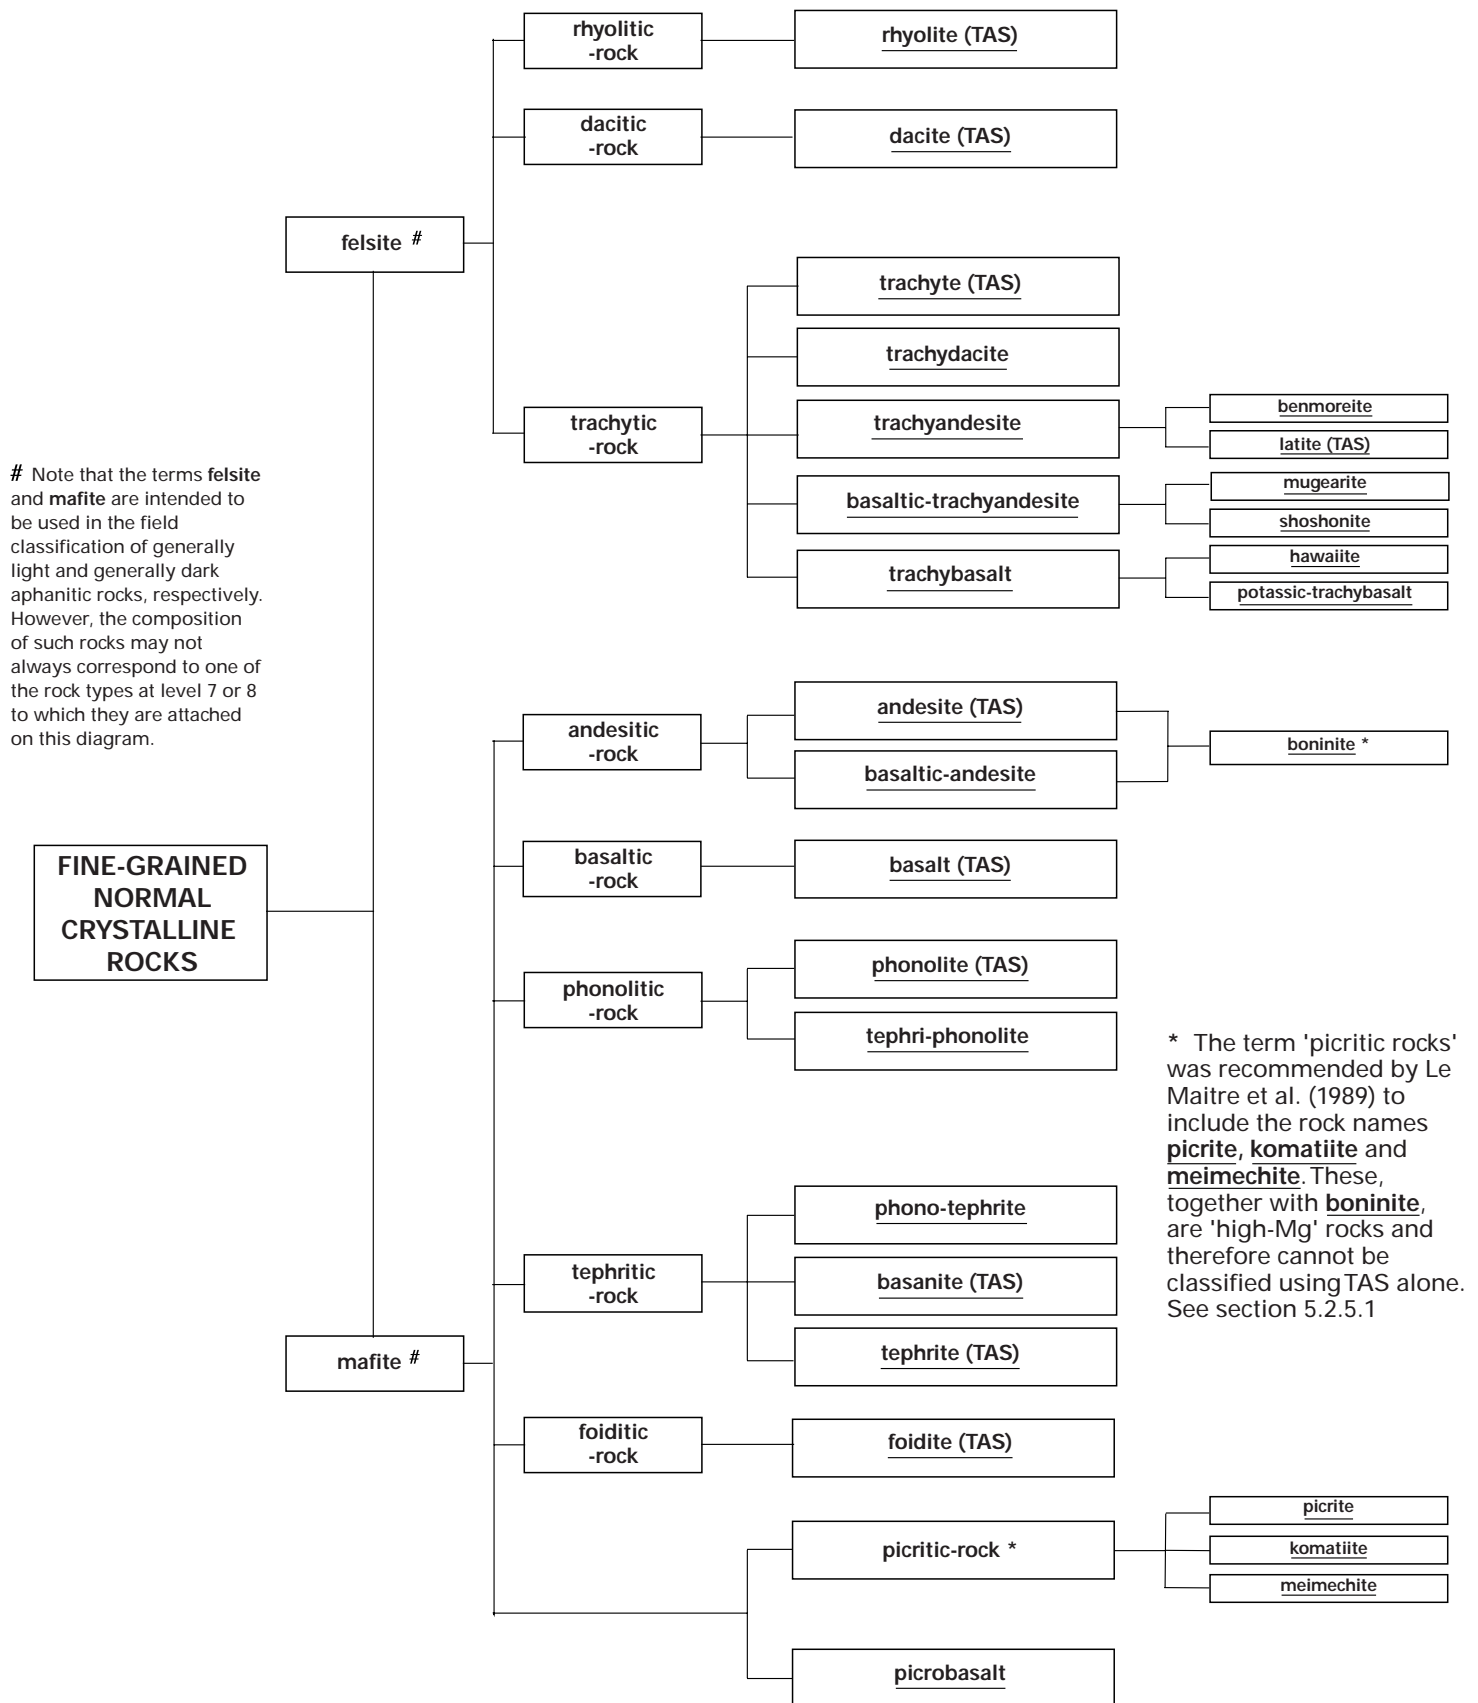 rhyolitic
-rock
rhyolite (TAS)
dacitic
-rock
dacite (TAS)
felsite #
trachyte (TAS)
trachydacite
trachytic
-rock
trachyandesite
benmoreite
latite (TAS)
basaltic-trachyandesite
mugearite
shoshonite
trachybasalt
hawaiite
potassic-trachybasalt
# Note that the terms felsite
and mafite are intended to
be used in the field
classification of generally
light and generally dark
aphanitic rocks, respectively.
However, the composition
of such rocks may not
always correspond to one of
the rock types at level 7 or 8
to which they are attached
on this diagram.
andesitic
-rock
andesite (TAS)
basaltic-andesite
boninite *
FINE-GRAINED
NORMAL
CRYSTALLINE
ROCKS
basaltic
-rock
basalt (TAS)
phonolitic
-rock
phonolite (TAS)
tephri-phonolite
* The term 'picritic rocks'
was recommended by Le
Maitre et al. (1989) to
include the rock names
picrite, komatiite and
meimechite. These,
together with boninite,
are 'high-Mg' rocks and
therefore cannot be
classified using TAS alone.
See section 5.2.5.1
tephritic
-rock
phono-tephrite
basanite (TAS)
tephrite (TAS)
mafite #
foiditic
-rock
foidite (TAS)
picritic-rock *
picrite
komatiite
meimechite
picrobasalt